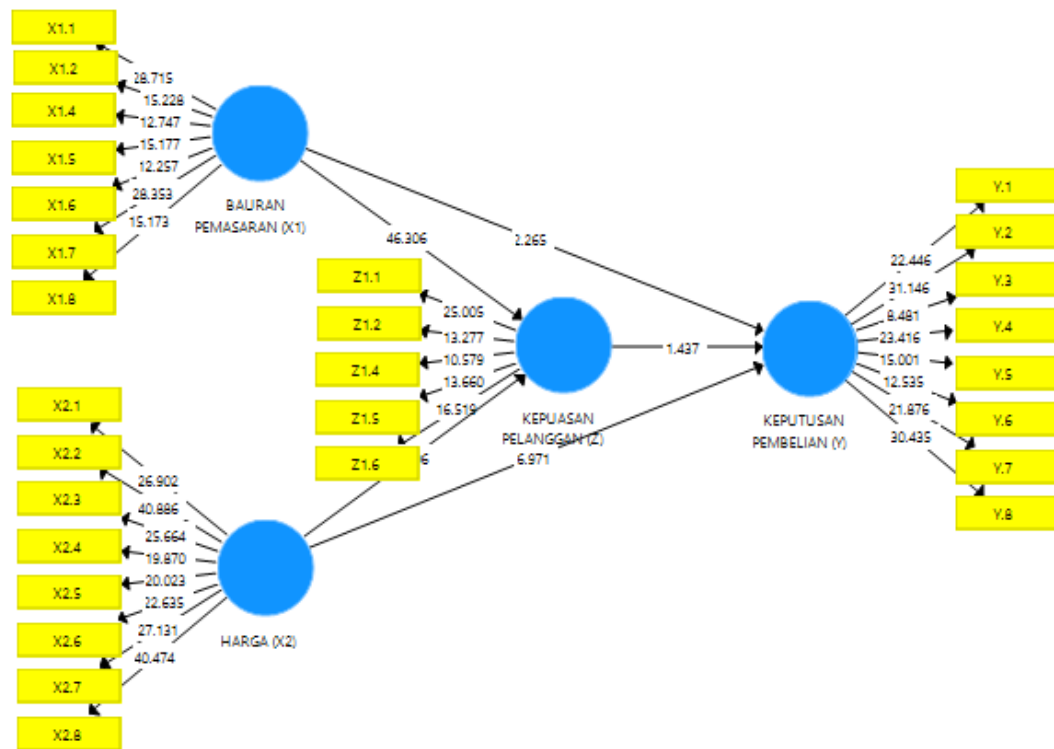 X1.1
X1.2
X1.4
X1.5
X1.6
X1.7
X1.8
28.715
15.228
12.747
15.177
12.257
28.353
15.173
BAURAN
PEMASARAN (X1)
46.306
2.265
Z1.1
Z1.2
Z1.4
Z1.5
Z1.6
25.005
13.277
10.579
13.660
16.519
KEPUASAN
PELANGGAN (Z)
1.437
6.971
KEPUTUSAN
PEMBELIAN (Y)
22.446
31.146
8.481
23.416
15.001
12.535
21.876
30.435
Y.1
Y.2
Y.3
Y.4
Y.5
Y.6
Y.7
Y.8
X2.1
X2.2
X2.3
X2.4
X2.5
X2.6
X2.7
X2.8
26.902
40.886
25.664
19.870
20.023
22.635
27.131
40.474
HARGA (X2)